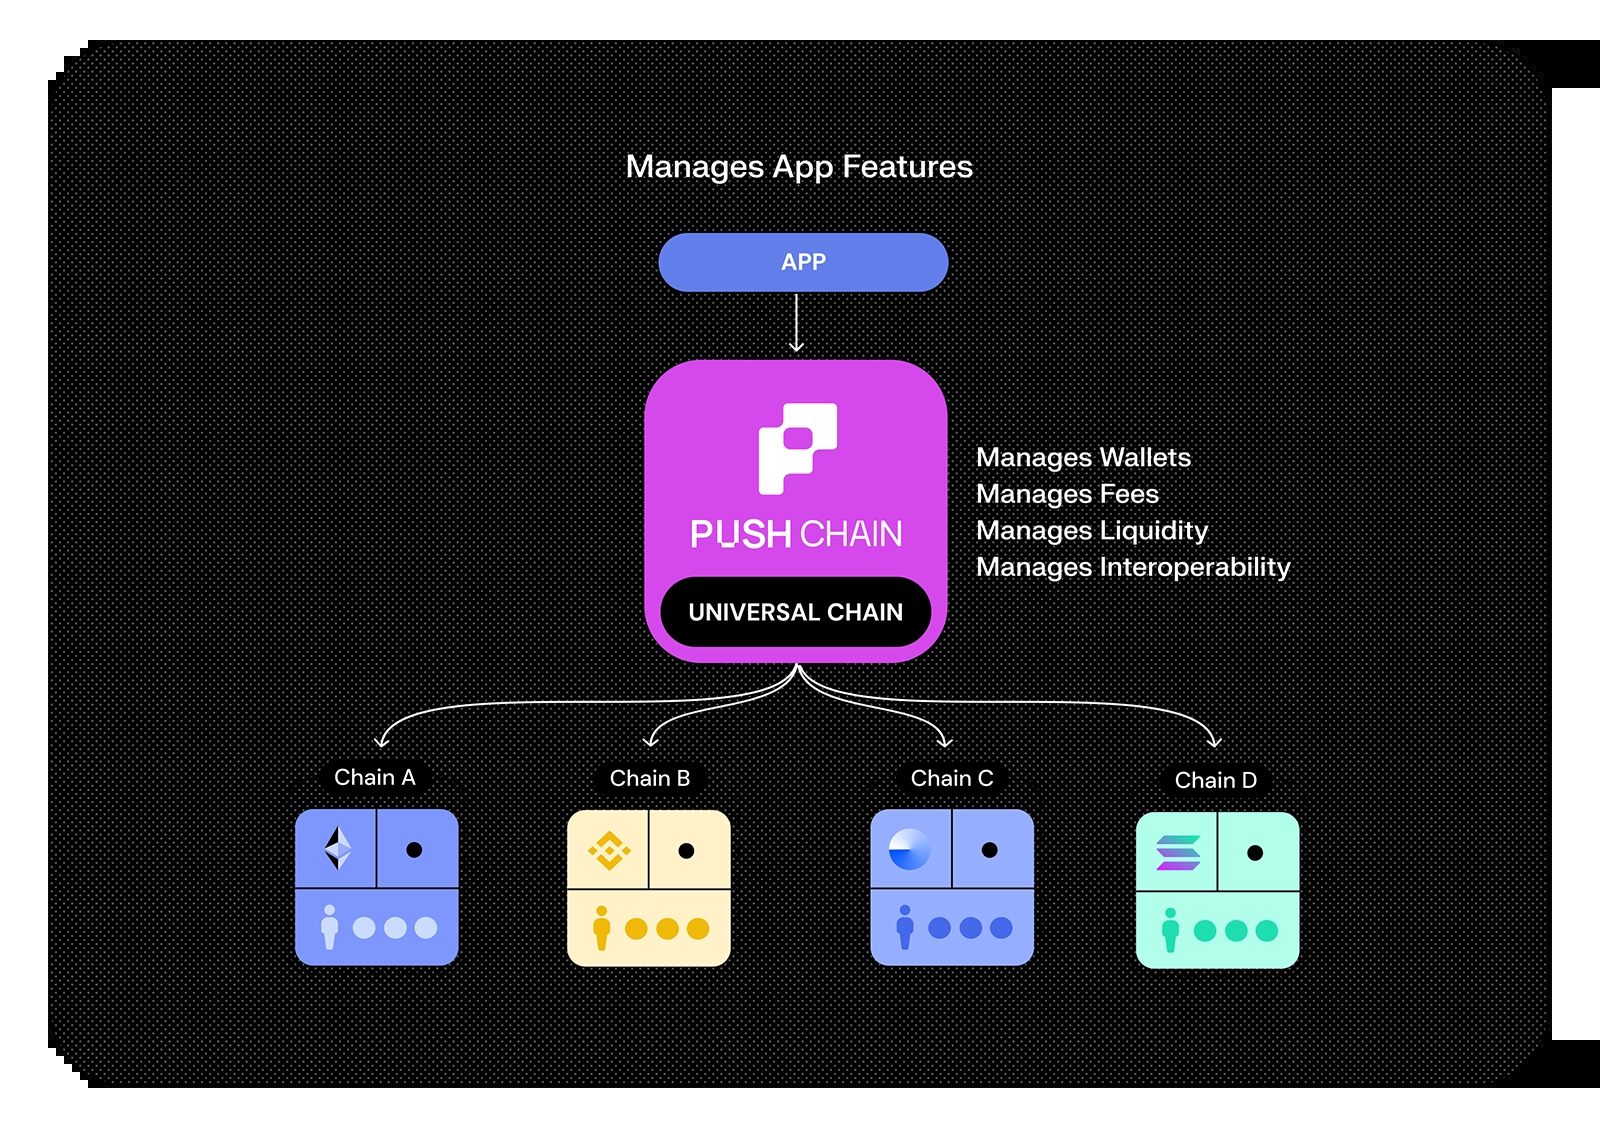 Manages App Features
APP
PUSH CHAIN
UNIVERSAL CHAIN
Manages Wallets
Manages Fees
Manages Liquidity
Manages Interoperability
Chain A
Chain B
Chain C
Chain D